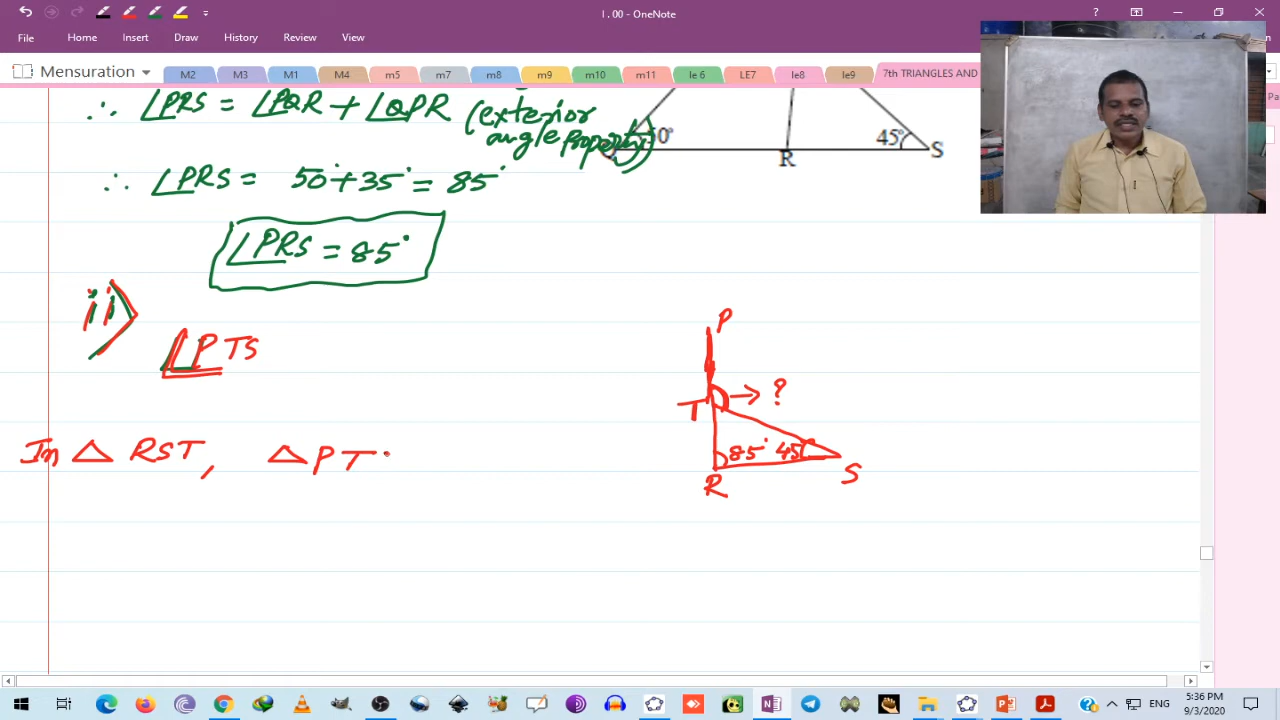 1.00 - OneNote
File Home Insert Draw History Review View
Mensuration M2 M3 M1 M4 m5 m7 m8 m9 m10 m11 le 6 LE7 le8 le9 7th TRIANGLES AND
∴ ∠PRS = ∠PQR + ∠QPR (exterior angle Property)
50°
R
45°
S
∴ ∠PRS = 50°+35° = 85°
∠PRS = 85°
ii)
∠PTS
In △ RST, △ PT
P
T → ?
85° 45
R
S
5:36 PM
ENG
9/3/2020